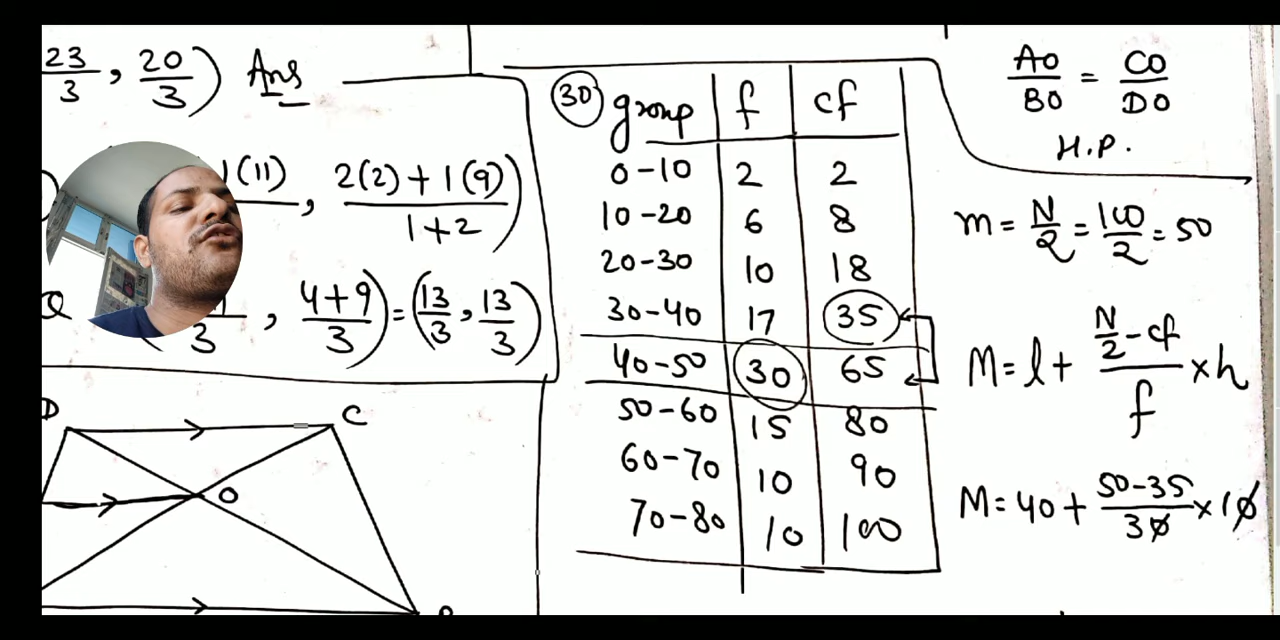 23/3, 20/3) Ans
1(11), 2(2)+1(9)/1+2)
3, 4+9/3) = (13/3, 13/3)
D C
O
(30) group f cf
0-10 2 2
10-20 6 8
20-30 10 18
30-40 17 35
40-50 30 65
50-60 15 80
60-70 10 90
70-80 10 100
AO/BO = CO/DO
H.P.
m = N/2 = 100/2 = 50
M = l + (N/2 - cf)/f × h
M = 40 + (50-35)/30 × 10